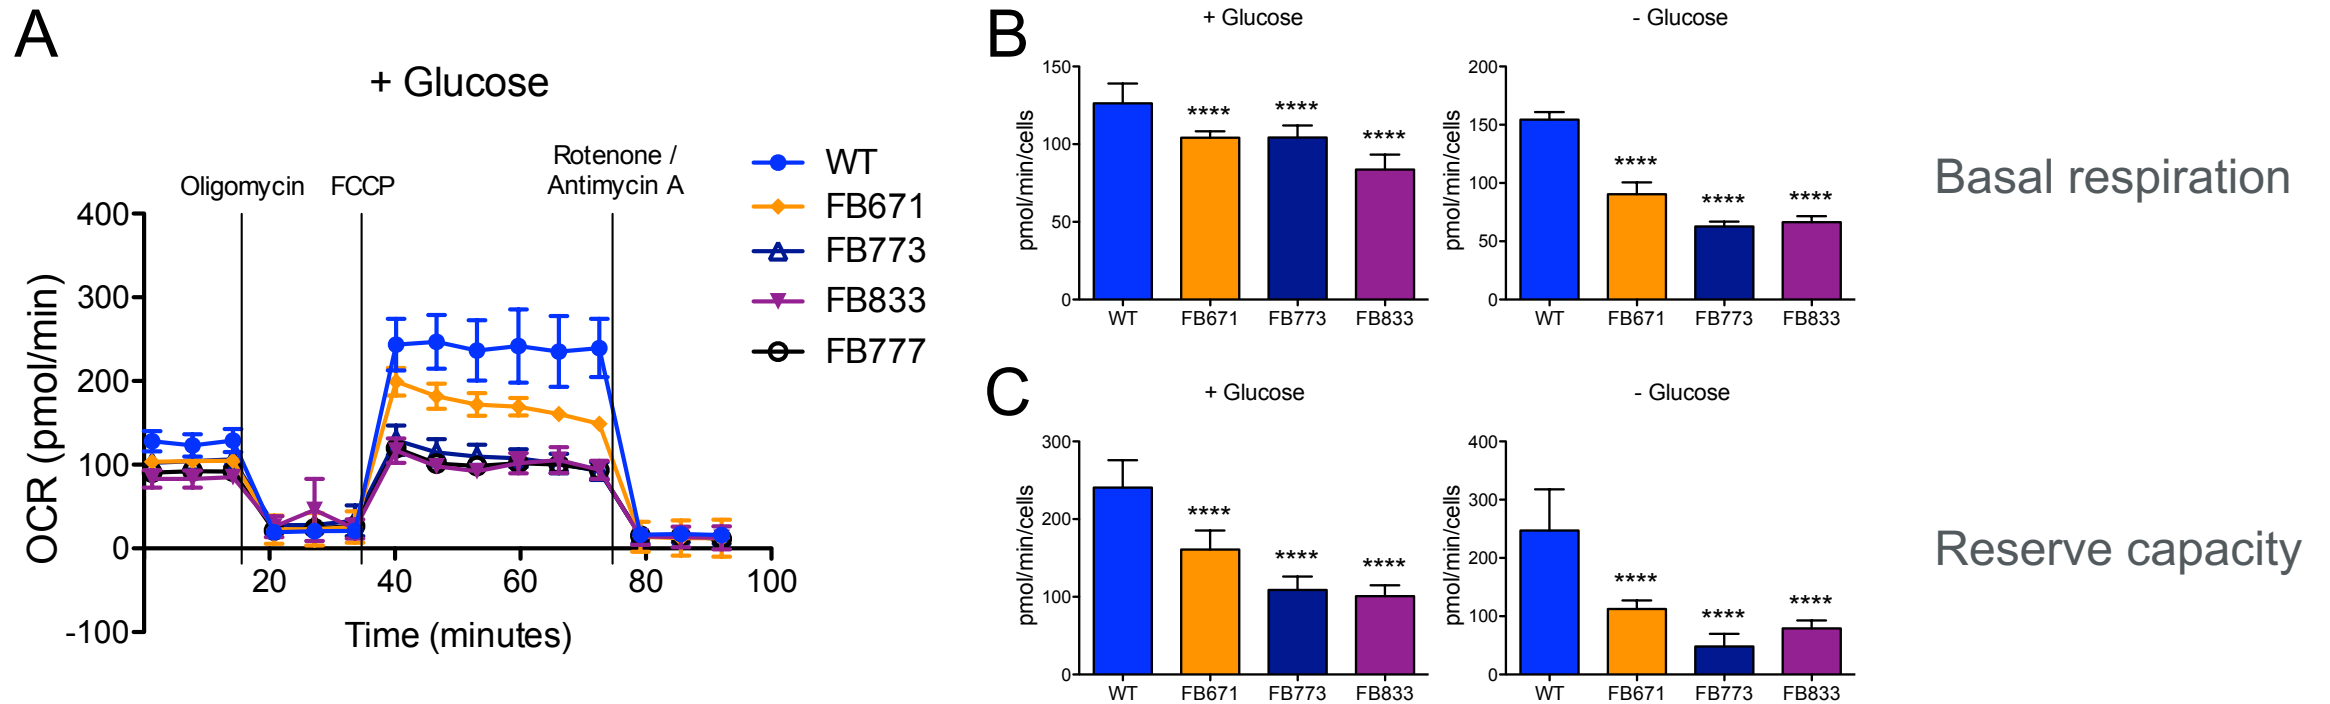 A
+ Glucose
Oligomycin
FCCP
Rotenone /
Antimycin A
WT
FB671
FB773
FB833
FB777
OCR (pmol/min)
400
300
200
100
0
-100
20
40
60
80
100
Time (minutes)
B
+ Glucose
pmol/min/cells
150
100
50
0
****
****
****
WT
FB671
FB773
FB833
- Glucose
pmol/min/cells
200
150
100
50
0
****
****
****
WT
FB671
FB773
FB833
Basal respiration
C
+ Glucose
pmol/min/cells
300
200
100
0
****
****
****
WT
FB671
FB773
FB833
- Glucose
pmol/min/cells
400
300
200
100
0
****
****
****
WT
FB671
FB773
FB833
Reserve capacity